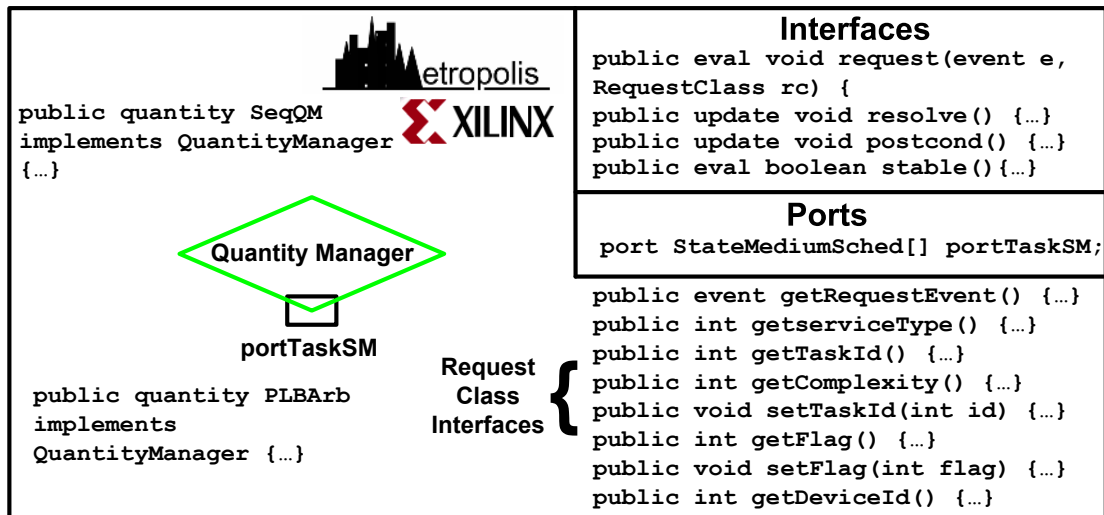 etropolis
XILINX
public quantity SeqQM
implements QuantityManager
{…}
Quantity Manager
portTaskSM
public quantity PLBArb
implements
QuantityManager {…}
Interfaces
public eval void request(event e,
RequestClass rc) {
public update void resolve() {…}
public update void postcond() {…}
public eval boolean stable(){…}
Ports
port StateMediumSched[] portTaskSM;
Request
Class
Interfaces
{
public event getRequestEvent() {…}
public int getserviceType() {…}
public int getTaskId() {…}
public int getComplexity() {…}
public void setTaskId(int id) {…}
public int getFlag() {…}
public void setFlag(int flag) {…}
public int getDeviceId() {…}